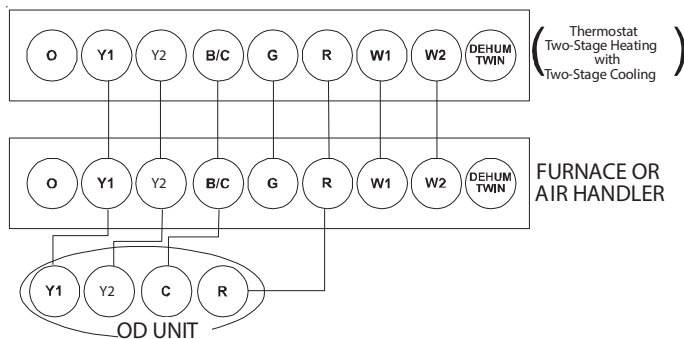 O Y1 Y2 B/C G R W1 W2 DEHUM TWIN
(Thermostat
Two-Stage Heating
with
Two-Stage Cooling)
O Y1 Y2 B/C G R W1 W2 DEHUM TWIN
FURNACE OR
AIR HANDLER
Y1 Y2 C R
OD UNIT